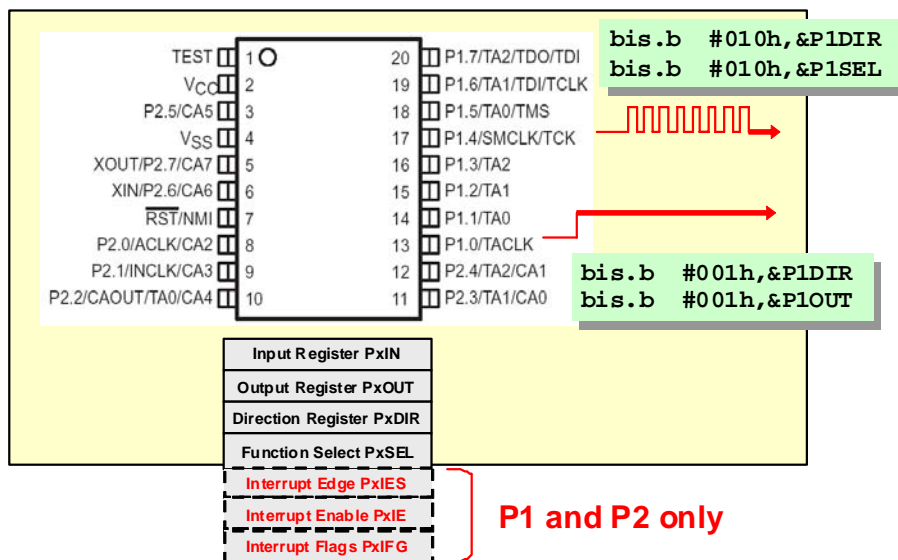 TEST 1 20 P1.7/TA2/TDO/TDI
VCC 2 19 P1.6/TA1/TDI/TCLK
P2.5/CA5 3 18 P1.5/TA0/TMS
VSS 4 17 P1.4/SMCLK/TCK
XOUT/P2.7/CA7 5 16 P1.3/TA2
XIN/P2.6/CA6 6 15 P1.2/TA1
RST/NMI 7 14 P1.1/TA0
P2.0/ACLK/CA2 8 13 P1.0/TACLK
P2.1/INCLK/CA3 9 12 P2.4/TA2/CA1
P2.2/CAOUT/TA0/CA4 10 11 P2.3/TA1/CA0
bis.b #010h,&P1DIR
bis.b #010h,&P1SEL
bis.b #001h,&P1DIR
bis.b #001h,&P1OUT
Input Register PxIN
Output Register PxOUT
Direction Register PxDIR
Function Select PxSEL
Interrupt Edge PxIES
Interrupt Enable PxIE
Interrupt Flags PxIFG
P1 and P2 only